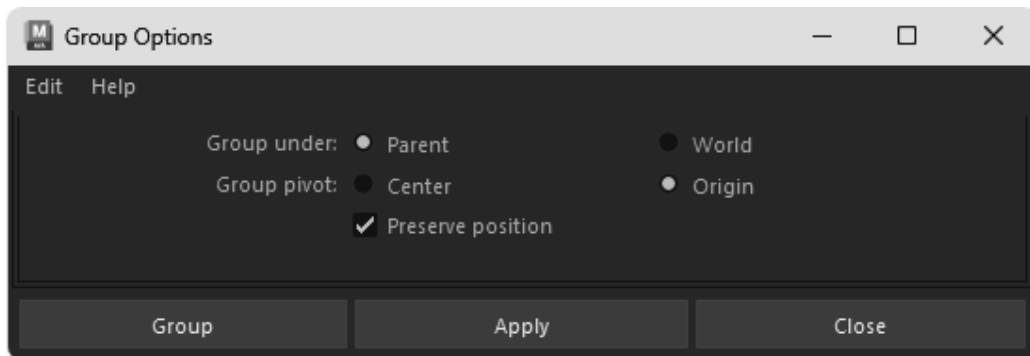 Group Options
Edit Help
Group under: Parent World
Group pivot: Center Origin
Preserve position
Group Apply Close